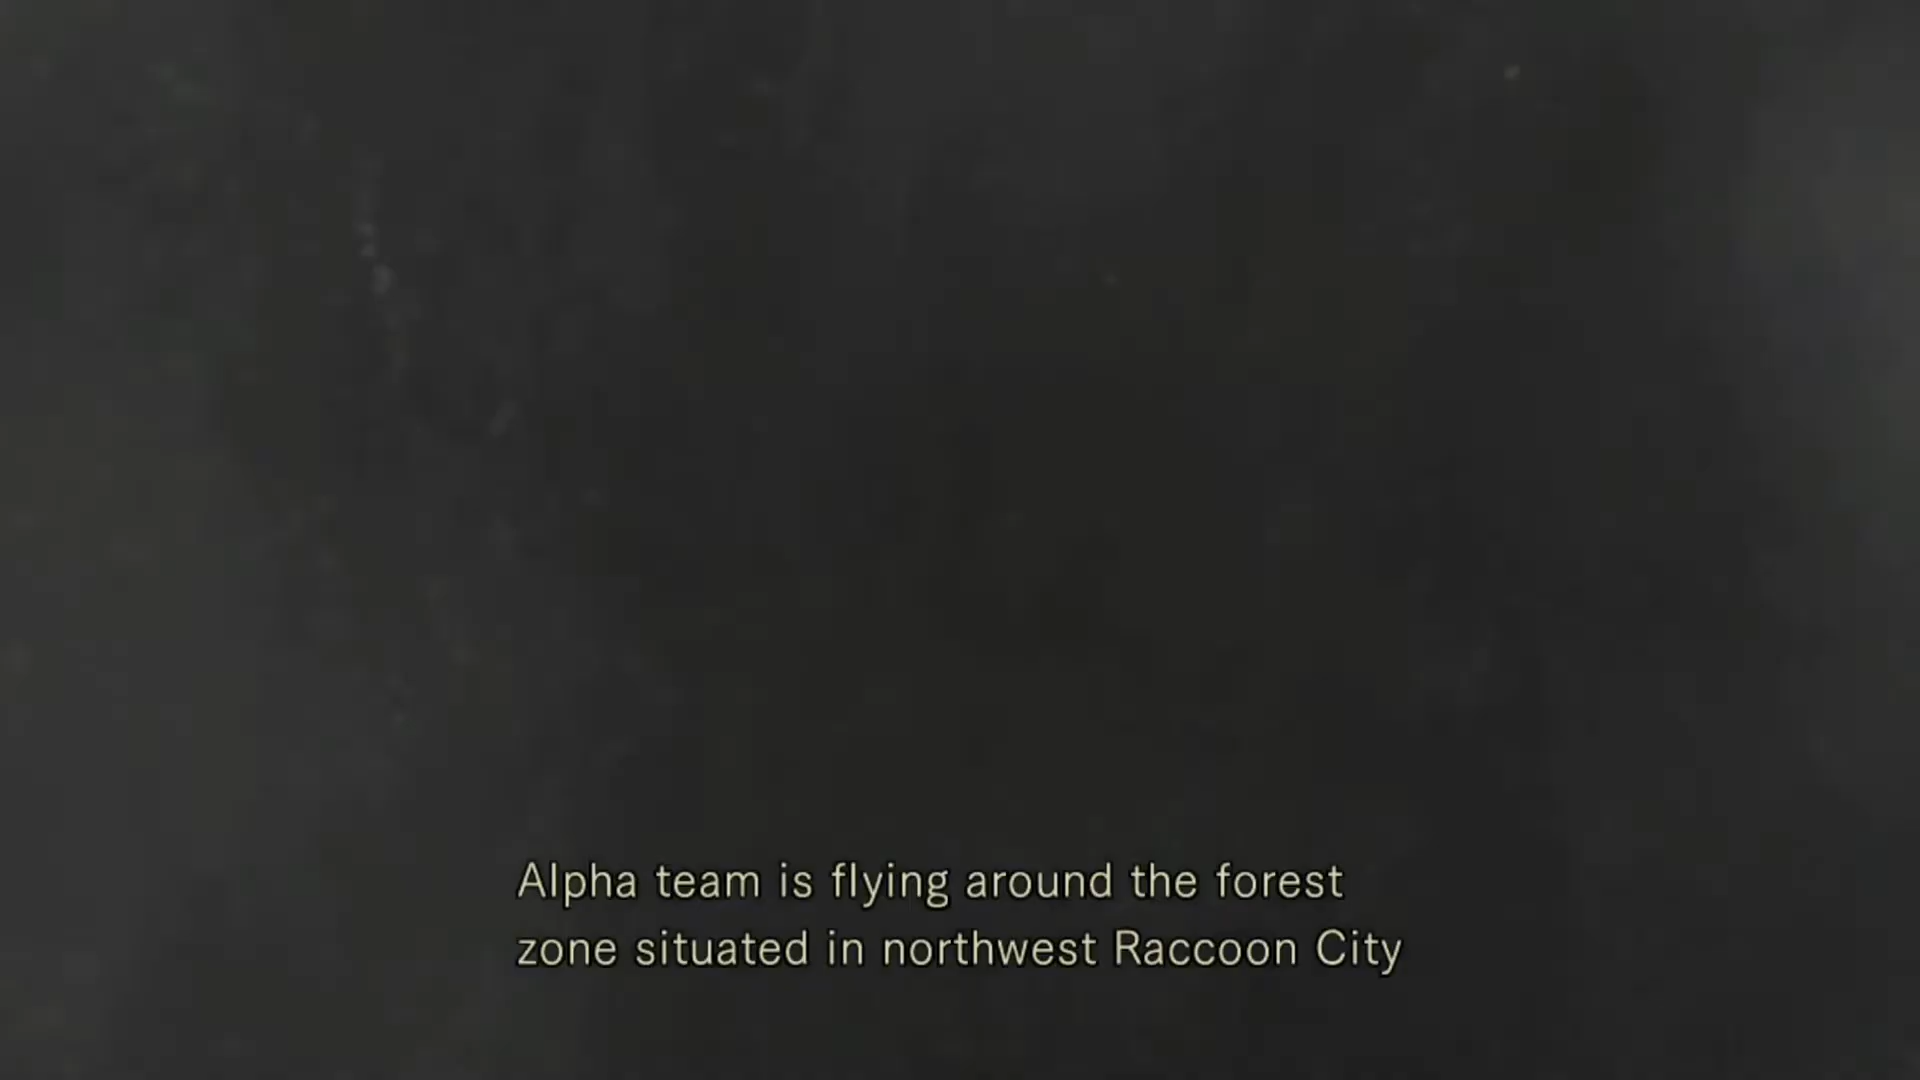 Alpha team is flying around the forest
zone situated in northwest Raccoon City